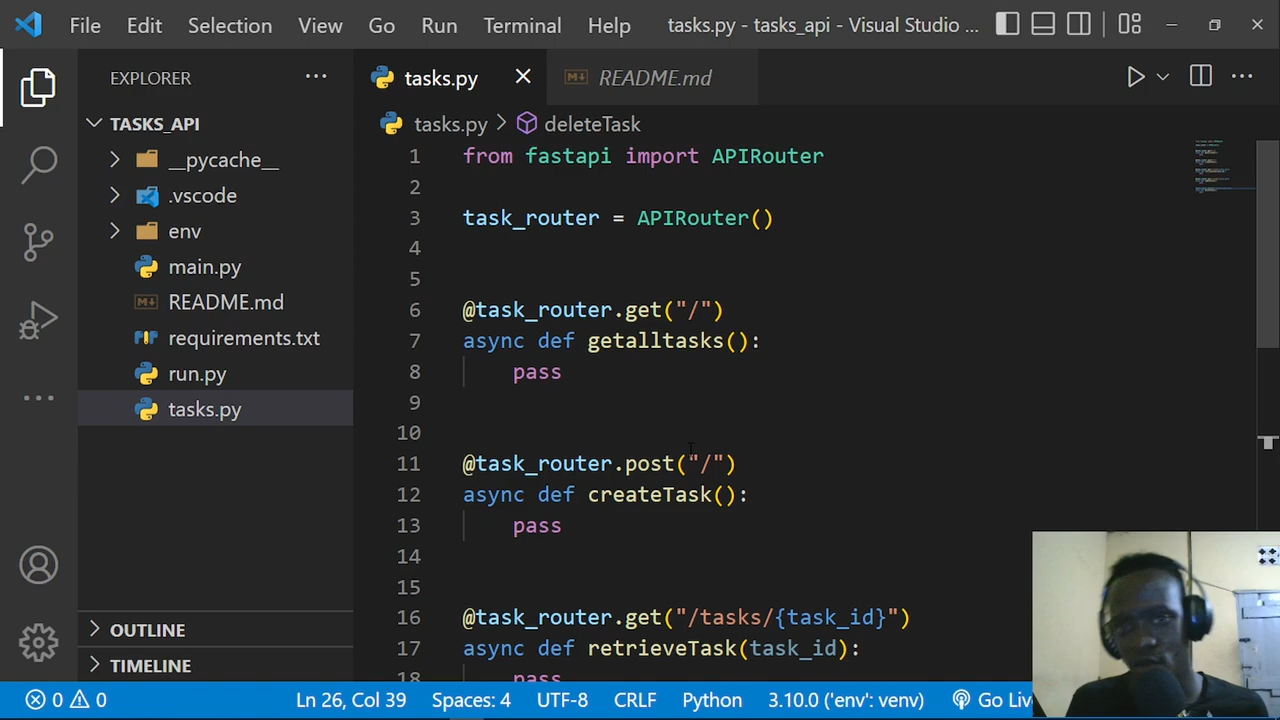 File Edit Selection View Go Run Terminal Help tasks.py - tasks_api - Visual Studio ...
EXPLORER ...
tasks.py README.md
TASKS_API
tasks.py > deleteTask
__pycache__
.vscode
env
main.py
README.md
requirements.txt
run.py
tasks.py
OUTLINE
TIMELINE
1 from fastapi import APIRouter
2
3 task_router = APIRouter()
4
5
6 @task_router.get("/")
7 async def getalltasks():
8 pass
9
10
11 @task_router.post("/")
12 async def createTask():
13 pass
14
15
16 @task_router.get("/tasks/{task_id}")
17 async def retrieveTask(task_id):
18 pass
0 0 Ln 26, Col 39 Spaces: 4 UTF-8 CRLF Python 3.10.0 ('env': venv) Go Liv